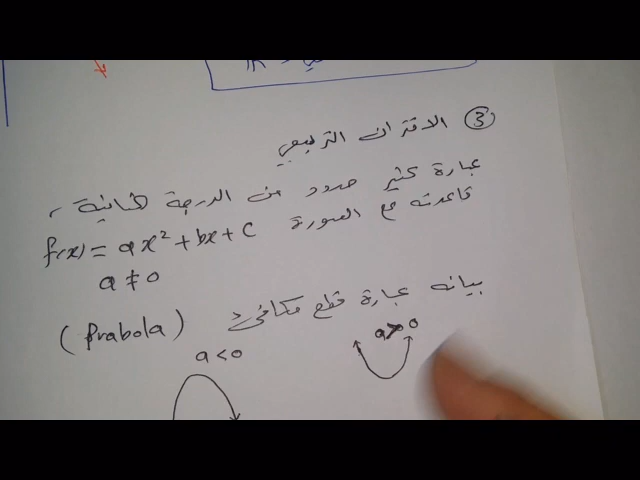 ③ الاقتران التربيعي
عبارة كثير حدود من الدرجة الثانية،
قاعدته ع الصورة f(x) = ax² + bx + c
a ≠ 0
بيانه عبارة قطع مكافئ (Prabola)
a > 0
a < 0